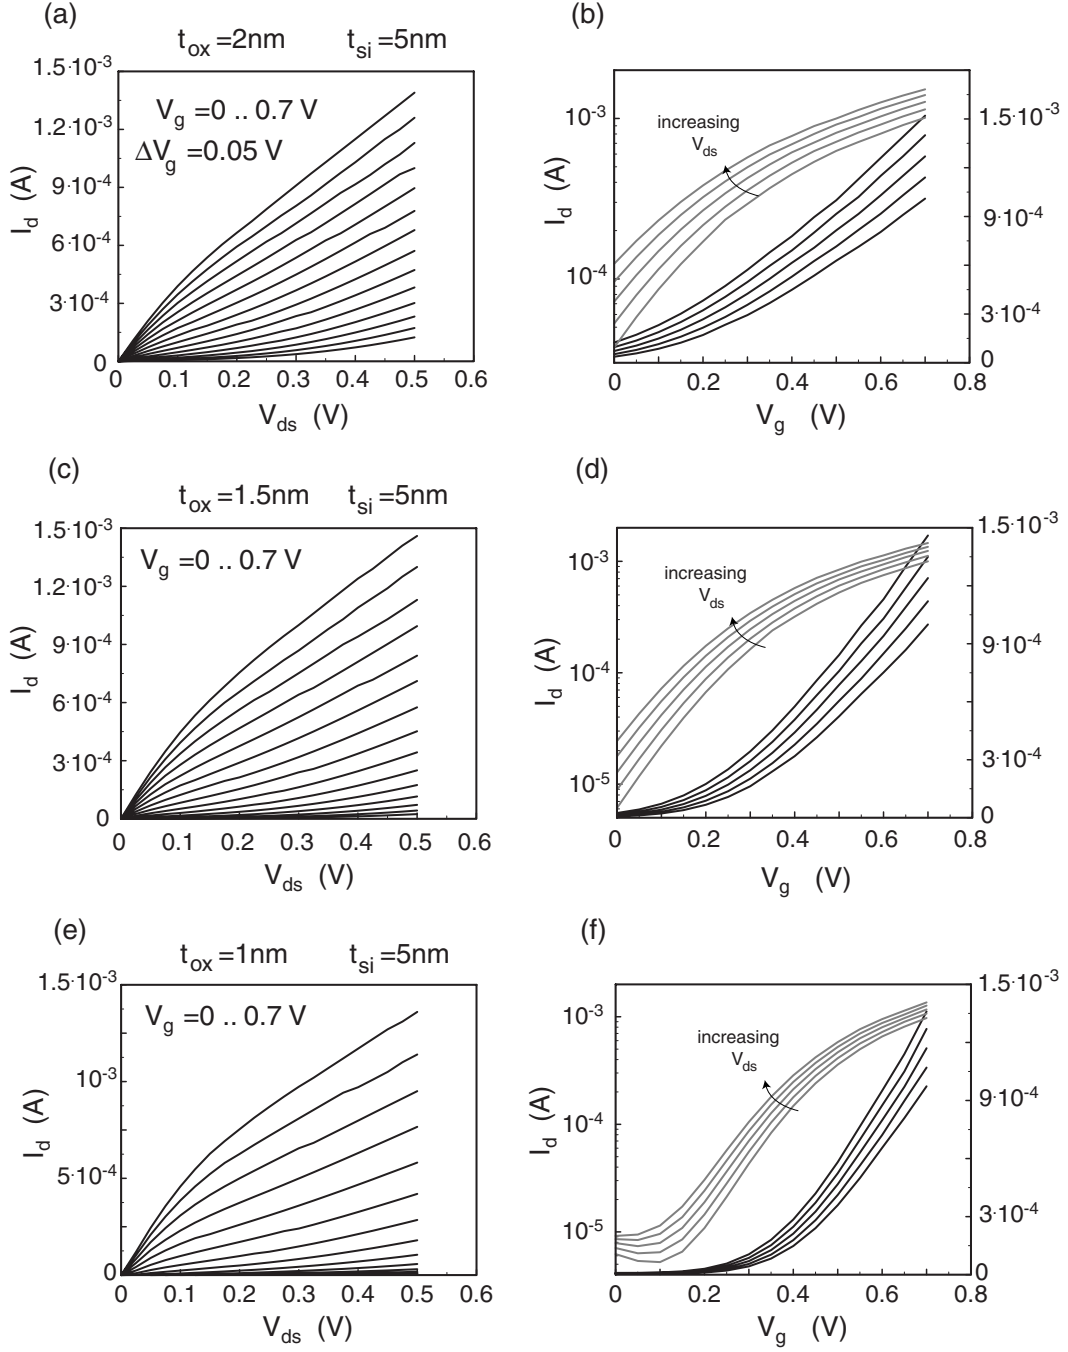 (a)
t_ox =2nm t_si =5nm
V_g =0 .. 0.7 V
ΔV_g =0.05 V
I_d (A)
1.5·10^-3
1.2·10^-3
9·10^-4
6·10^-4
3·10^-4
0
0 0.1 0.2 0.3 0.4 0.5 0.6
V_ds (V)
(b)
increasing
V_ds
I_d (A)
10^-3
10^-4
1.5·10^-3
9·10^-4
3·10^-4
0
0 0.2 0.4 0.6 0.8
V_g (V)
(c)
t_ox =1.5nm t_si =5nm
V_g =0 .. 0.7 V
I_d (A)
1.5·10^-3
1.2·10^-3
9·10^-4
6·10^-4
3·10^-4
0
0 0.1 0.2 0.3 0.4 0.5 0.6
V_ds (V)
(d)
increasing
V_ds
I_d (A)
10^-3
10^-4
10^-5
1.5·10^-3
9·10^-4
3·10^-4
0
0 0.2 0.4 0.6 0.8
V_g (V)
(e)
t_ox =1nm t_si =5nm
V_g =0 .. 0.7 V
I_d (A)
1.5·10^-3
10^-3
5·10^-4
0
0 0.1 0.2 0.3 0.4 0.5 0.6
V_ds (V)
(f)
increasing
V_ds
I_d (A)
10^-3
10^-4
10^-5
1.5·10^-3
9·10^-4
3·10^-4
0
0 0.2 0.4 0.6 0.8
V_g (V)